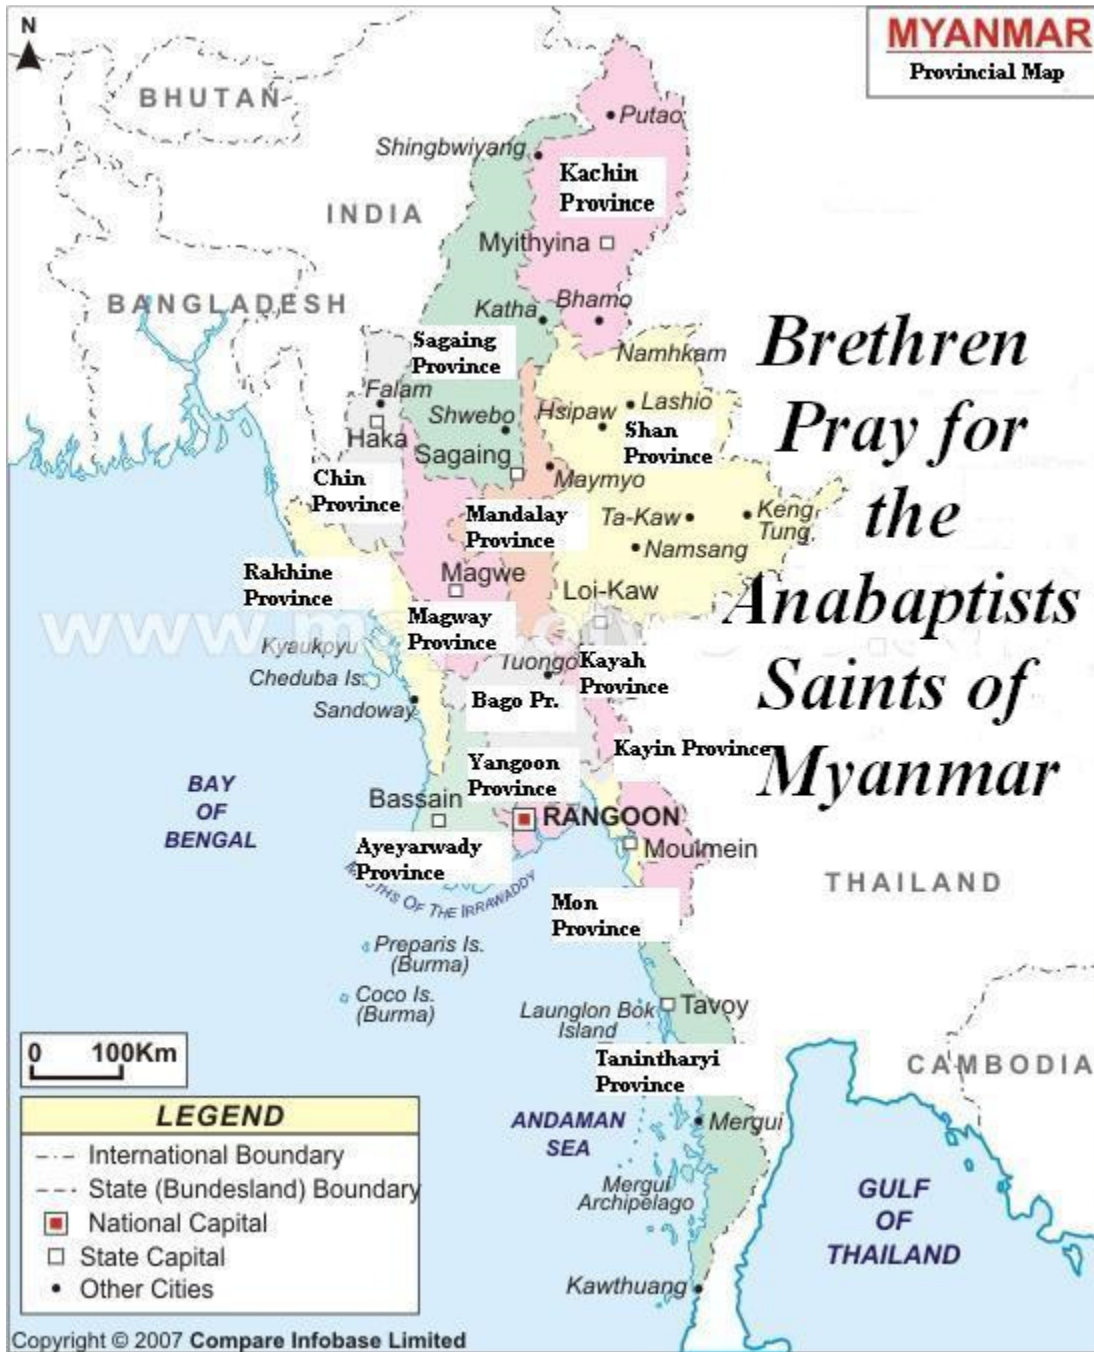 N
MYANMAR
Provincial Map
BHUTAN
Putao
Shingbwiyang
Kachin
Province
INDIA
Myithyina
BANGLADESH
Katha
Bhamo
Sagaing
Province
Namhkam
Brethren
Pray for
the
Anabaptists
Saints of
Myanmar
Falam
Haka
Shwebo
Hsipaw
Lashio
Shan
Province
Sagaing
Chin
Province
Maymyo
Mandalay
Province
Ta-Kaw
Keng
Tung
Namsang
Rakhine
Province
Magwe
Loi-Kaw
Magway
Province
Kyaukpyu
Cheduba Is.
Sandoway
Tuongo
Kayah
Province
Bago Pr.
Kayin Province
Yangoon
Province
BAY
OF
BENGAL
Bassain
RANGOON
Moulmein
Ayeyarwady
Province
MOUTHS OF THE IRRAWADDY
THAILAND
Mon
Province
Preparis Is.
(Burma)
Coco Is.
(Burma)
Launglon Bok
Island
Tavoy
Tanintharyi
Province
CAMBODIA
0 100Km
ANDAMAN
SEA
Mergui
Mergui
Archipelago
GULF
OF
THAILAND
Kawthuang
LEGEND
International Boundary
State (Bundesland) Boundary
National Capital
State Capital
Other Cities
Copyright © 2007 Compare Infobase Limited